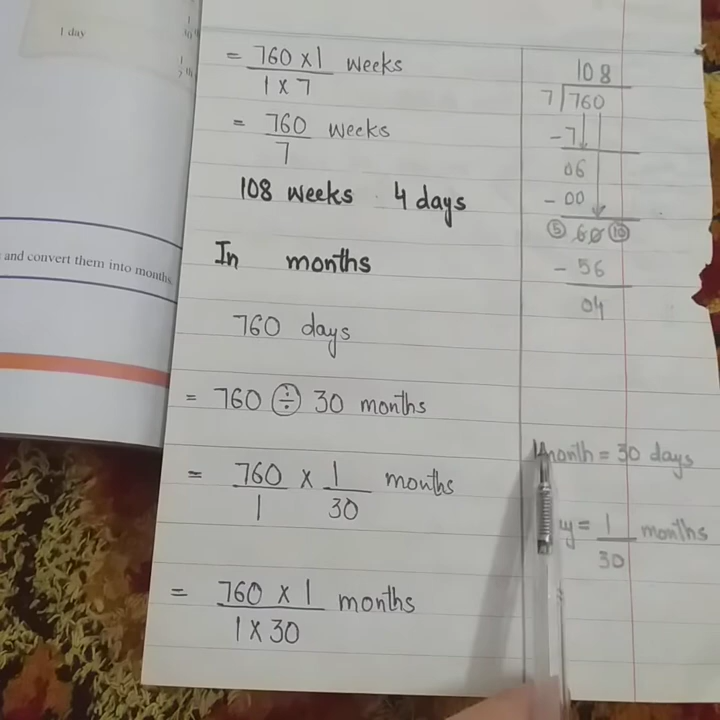 1 day
and convert them into months
= 760 × 1 / 1 × 7 weeks
= 760 / 7 weeks
108 weeks 4 days
In months
760 days
= 760 ÷ 30 months
= 760 / 1 × 1 / 30 months
= 760 × 1 / 1 × 30 months
108
7 760
-7
06
- 00
5 60 10
- 56
04
1 month = 30 days
y = 1 / 30 months